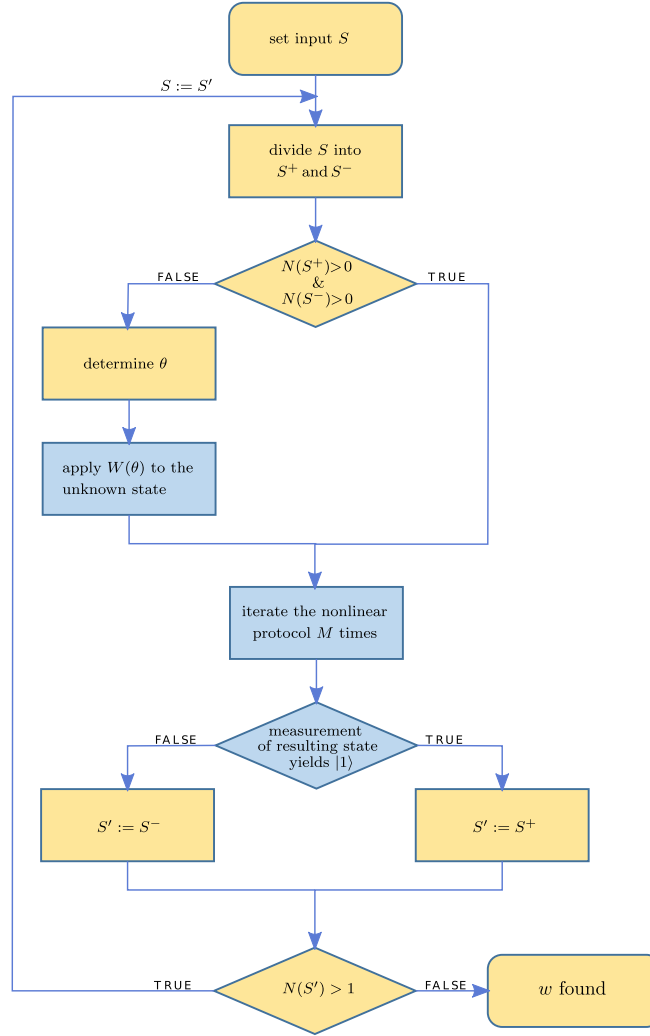 set input S
S := S′
divide S into
S⁺ and S⁻
N(S⁺)>0
&
N(S⁻)>0
FALSE
TRUE
determine θ
apply W(θ) to the
unknown state
iterate the nonlinear
protocol M times
measurement
of resulting state
yields |1⟩
FALSE
TRUE
S′ := S⁻
S′ := S⁺
N(S′) > 1
TRUE
FALSE
w found